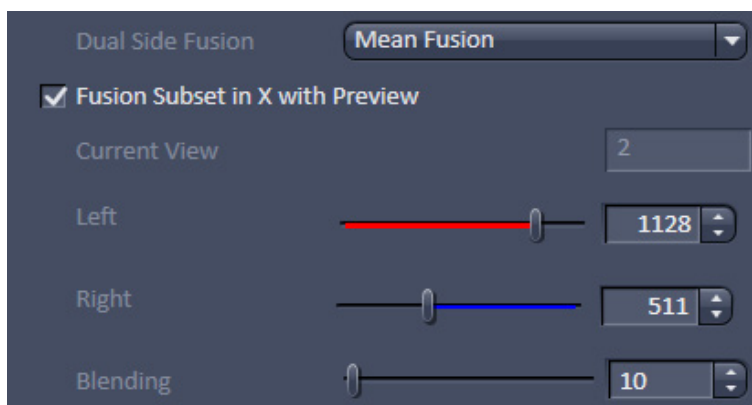 Dual Side Fusion Mean Fusion
Fusion Subset in X with Preview
Current View 2
Left 1128
Right 511
Blending 10